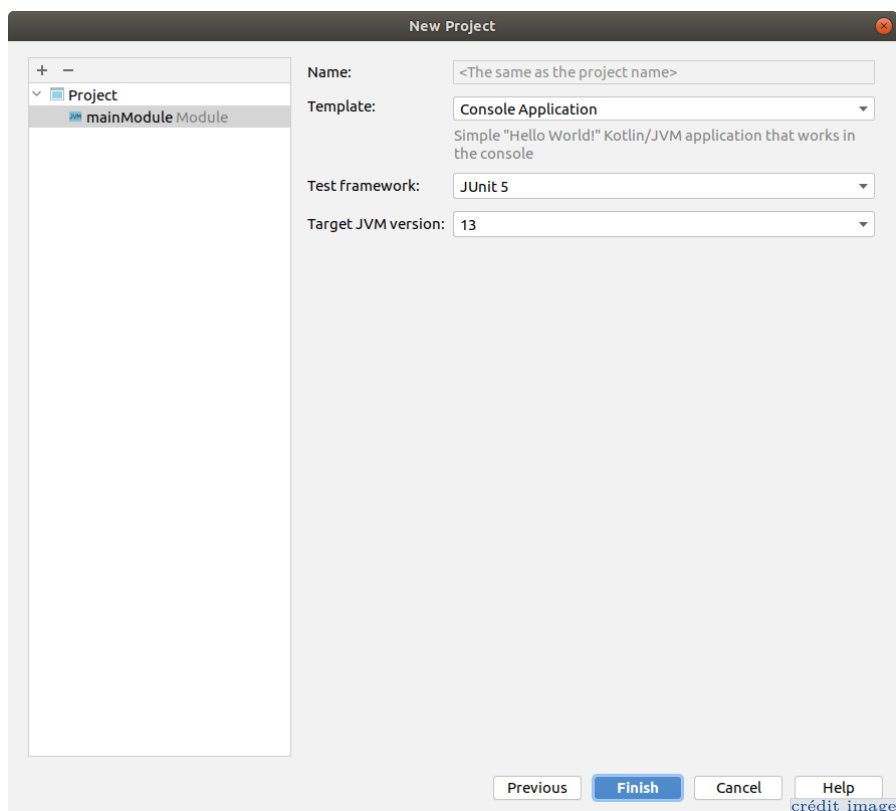 New Project
+ −
Project
JVM mainModule Module
Name: <The same as the project name>
Template: Console Application
Simple "Hello World!" Kotlin/JVM application that works in
the console
Test framework: JUnit 5
Target JVM version: 13
Previous Finish Cancel Help
crédit image